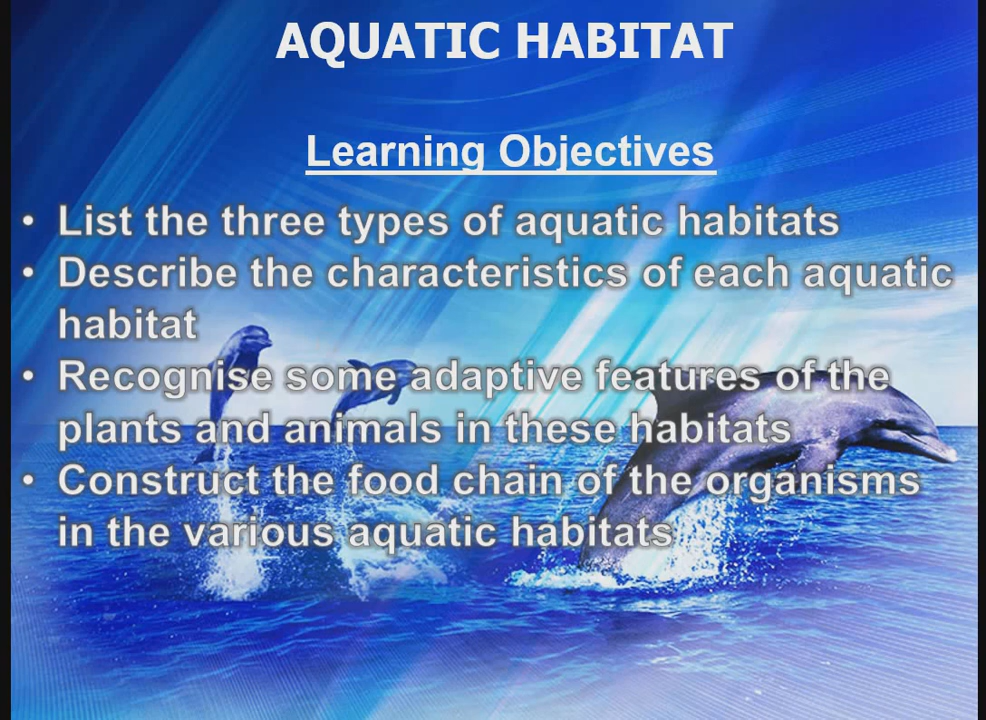 AQUATIC HABITAT
Learning Objectives
• List the three types of aquatic habitats
• Describe the characteristics of each aquatic
habitat
• Recognise some adaptive features of the
plants and animals in these habitats
• Construct the food chain of the organisms
in the various aquatic habitats